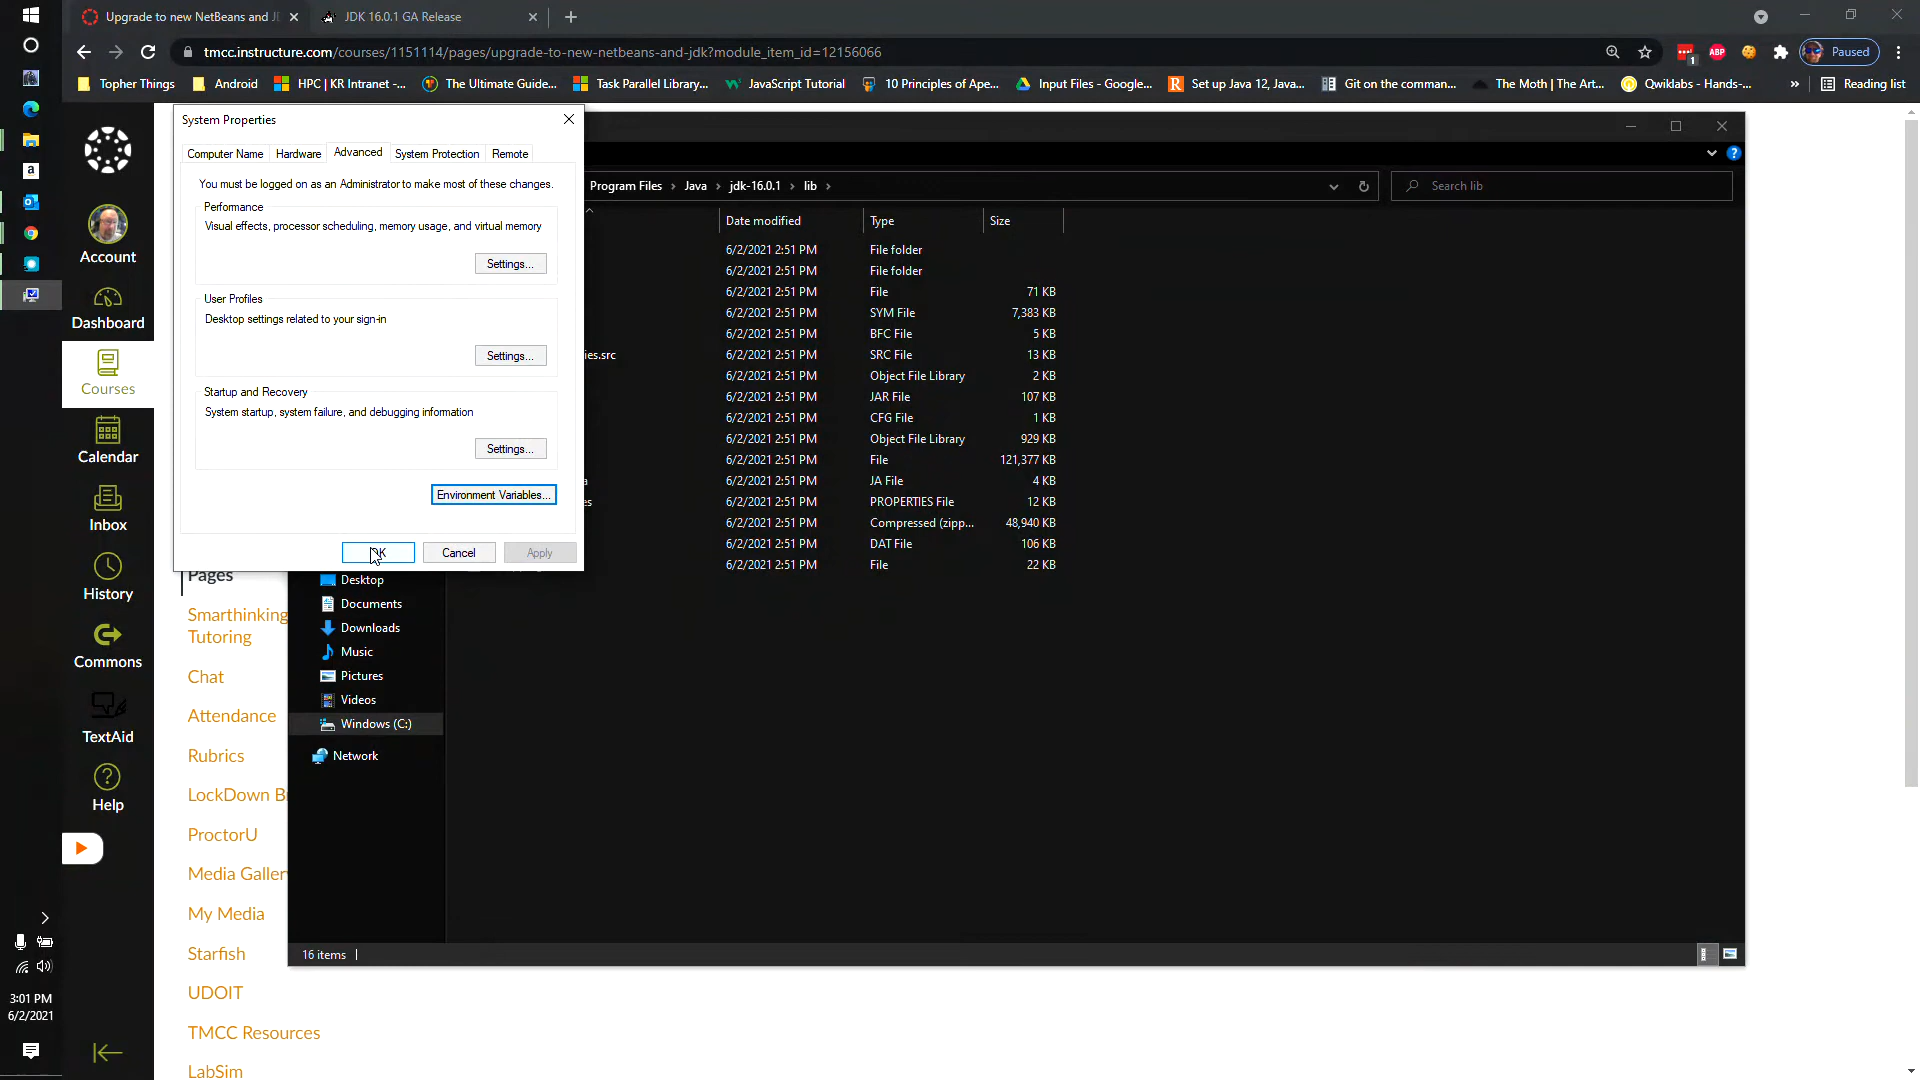 Upgrade to new NetBeans and J
JDK 16.0.1 GA Release
tmcc.instructure.com/courses/1151114/pages/upgrade-to-new-netbeans-and-jdk?module_item_id=12156066
ABP
1
Paused
Topher Things
Android
HPC | KR Intranet -...
The Ultimate Guide...
Task Parallel Library...
JavaScript Tutorial
10 Principles of Ape...
Input Files - Google...
R
Set up Java 12, Java...
Git on the comman...
The Moth | The Art...
Qwiklabs - Hands-...
»
Reading list
System Properties
Computer Name
Hardware
Advanced
System Protection
Remote
You must be logged on as an Administrator to make most of these changes.
Performance
Visual effects, processor scheduling, memory usage, and virtual memory
Settings...
User Profiles
Desktop settings related to your sign-in
Settings...
Startup and Recovery
System startup, system failure, and debugging information
Settings...
Environment Variables...
Cancel
Apply
Program Files › Java › jdk-16.0.1 › lib ›
Search lib
Date modified Type Size
6/2/2021 2:51 PM File folder
6/2/2021 2:51 PM File folder
6/2/2021 2:51 PM File 71 KB
6/2/2021 2:51 PM SYM File 7,383 KB
6/2/2021 2:51 PM BFC File 5 KB
ies.src 6/2/2021 2:51 PM SRC File 13 KB
6/2/2021 2:51 PM Object File Library 2 KB
6/2/2021 2:51 PM JAR File 107 KB
6/2/2021 2:51 PM CFG File 1 KB
6/2/2021 2:51 PM Object File Library 929 KB
6/2/2021 2:51 PM File 121,377 KB
a 6/2/2021 2:51 PM JA File 4 KB
es 6/2/2021 2:51 PM PROPERTIES File 12 KB
6/2/2021 2:51 PM Compressed (zipp... 48,940 KB
6/2/2021 2:51 PM DAT File 106 KB
6/2/2021 2:51 PM File 22 KB
Desktop
Documents
Downloads
Music
Pictures
Videos
Windows (C:)
Network
16 items
Account
Dashboard
Courses
Calendar
Inbox
History
Commons
TextAid
Help
Pages
Smarthinking
Tutoring
Chat
Attendance
Rubrics
LockDown B
ProctorU
Media Gallery
My Media
Starfish
UDOIT
TMCC Resources
LabSim
3:01 PM
6/2/2021